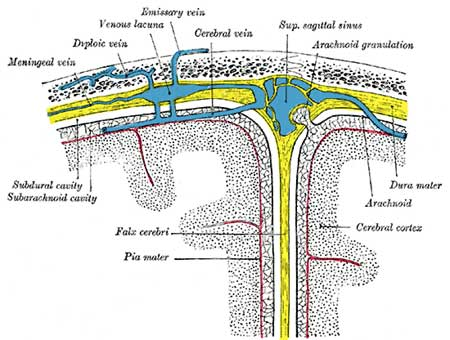 Emissary vein
Venous lacuna
Cerebral vein
Sup. sagittal sinus
Diploic vein
Arachnoid granulation
Meningeal vein
Subdural cavity
Subarachnoid cavity
Dura mater
Arachnoid
Falx cerebri
Cerebral cortex
Pia mater